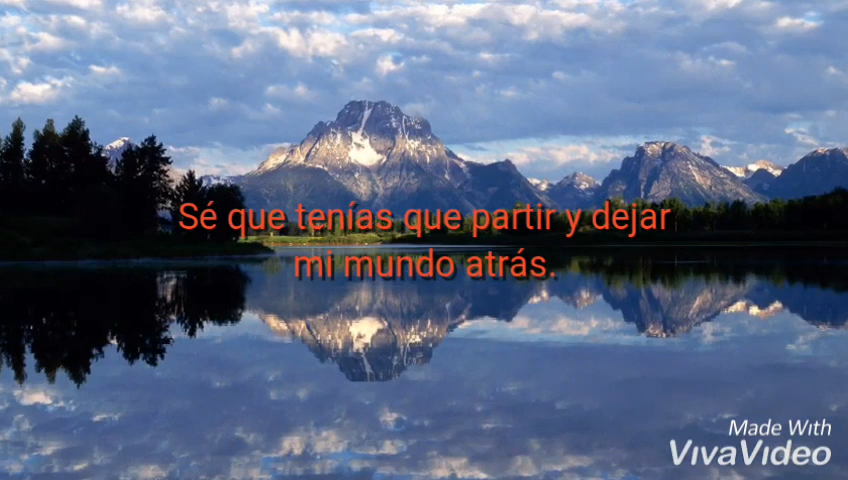 Sé que tenías que partir y dejar
mi mundo atrás.
Made With
VivaVideo